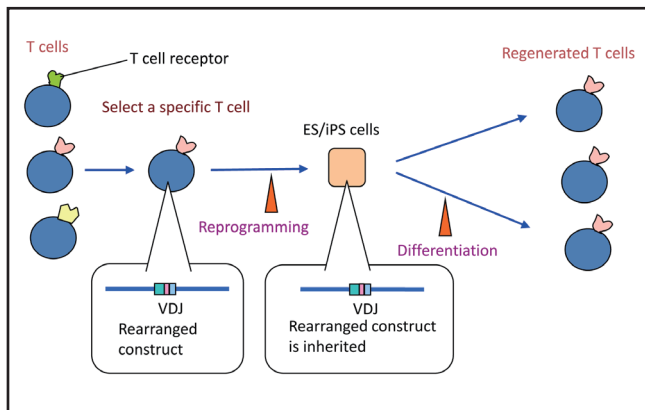 T cells
T cell receptor
Regenerated T cells
Select a specific T cell
ES/iPS cells
Reprogramming
Differentiation
VDJ
Rearranged
construct
VDJ
Rearranged construct
is inherited